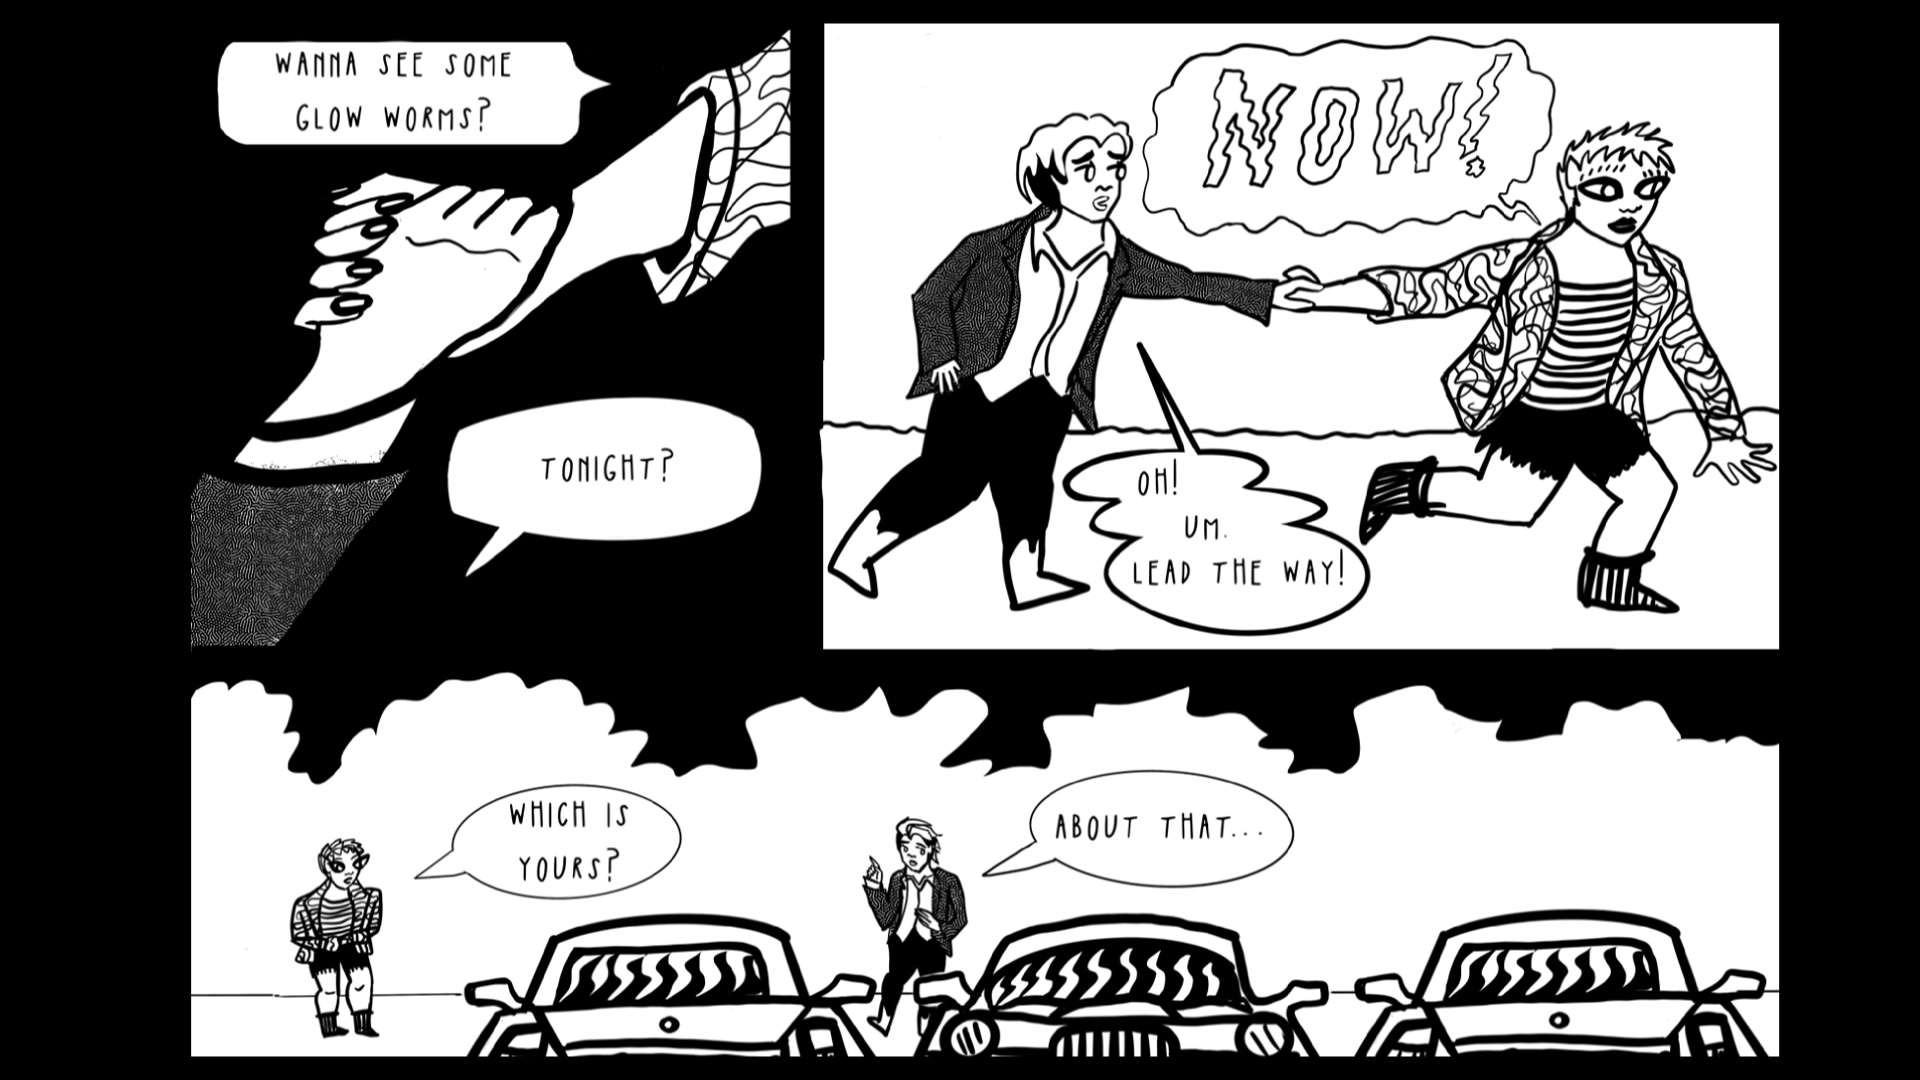 WANNA SEE SOME
GLOW WORMS?
TONIGHT?
NOW!
OH!
UM.
LEAD THE WAY!
WHICH IS
YOURS?
ABOUT THAT...